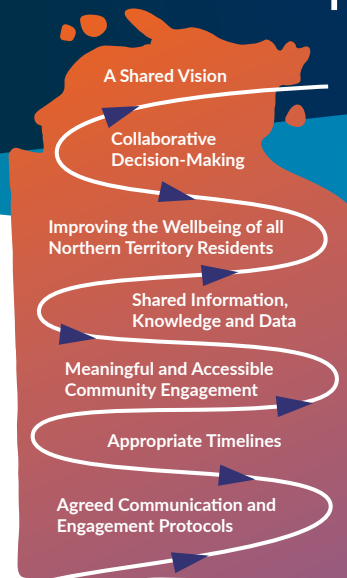 A Shared Vision
Collaborative
Decision-Making
Improving the Wellbeing of all
Northern Territory Residents
Shared Information,
Knowledge and Data
Meaningful and Accessible
Community Engagement
Appropriate Timelines
Agreed Communication and
Engagement Protocols